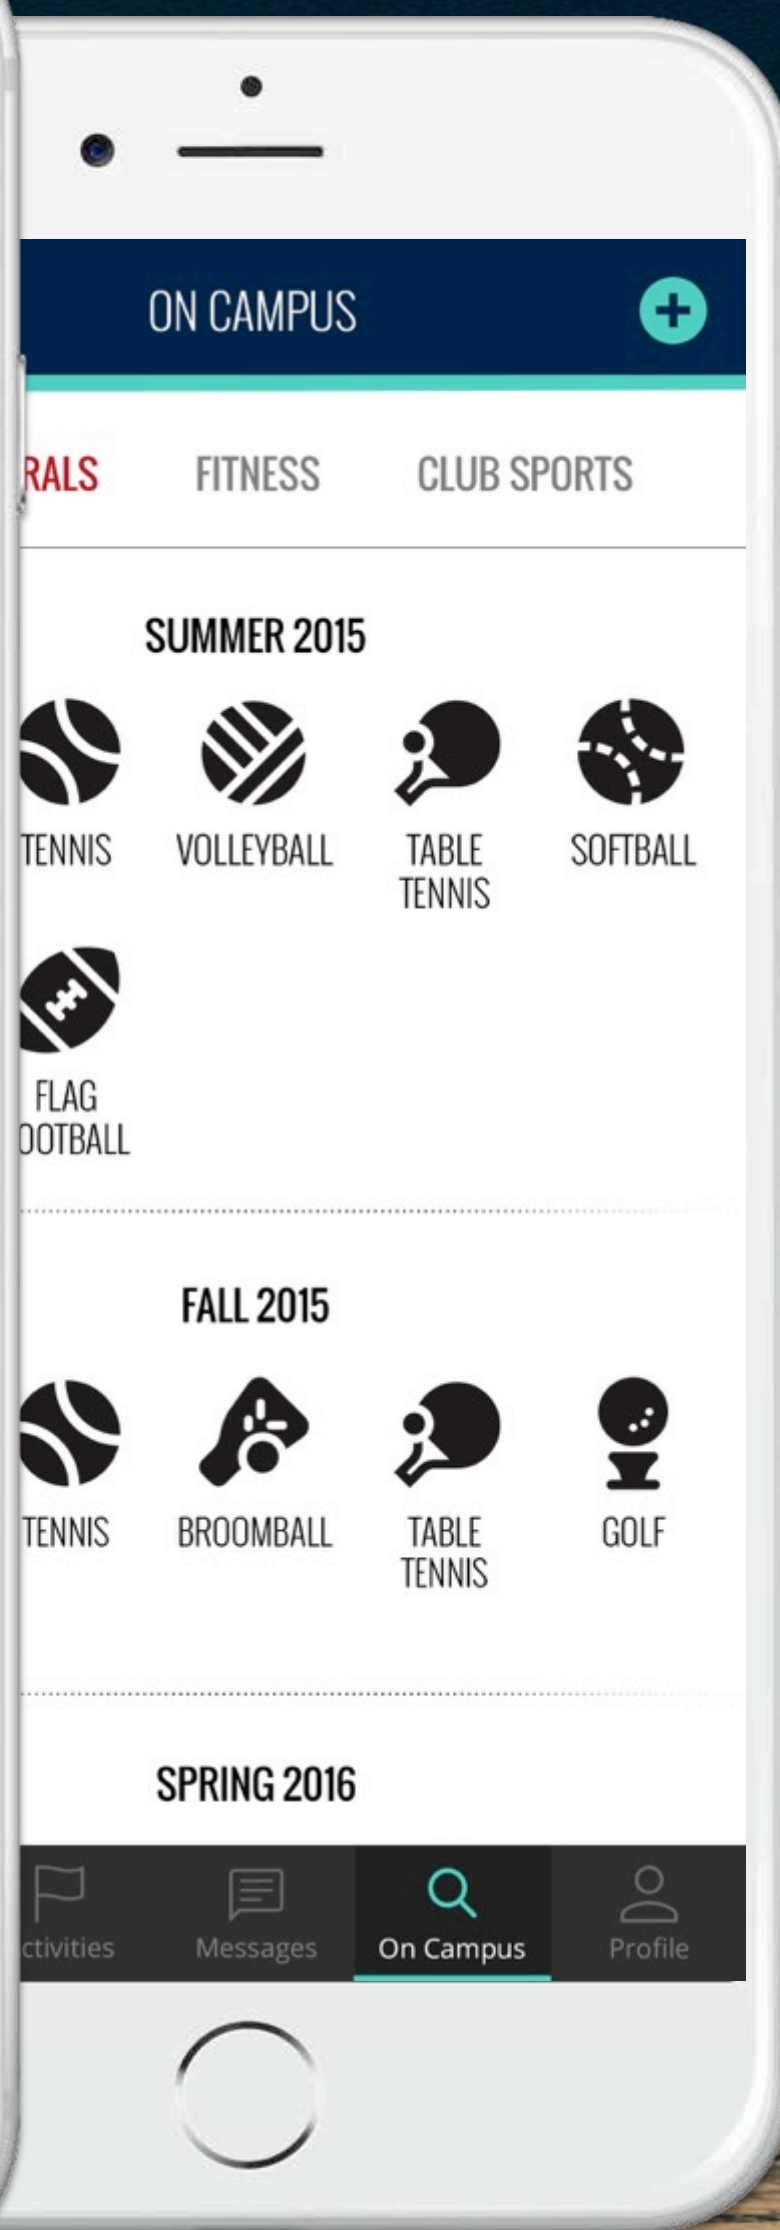 ON CAMPUS
RALS FITNESS CLUB SPORTS
SUMMER 2015
TENNIS VOLLEYBALL TABLE TENNIS SOFTBALL
FLAG
OOTBALL
FALL 2015
TENNIS BROOMBALL TABLE TENNIS GOLF
SPRING 2016
ctivities Messages On Campus Profile